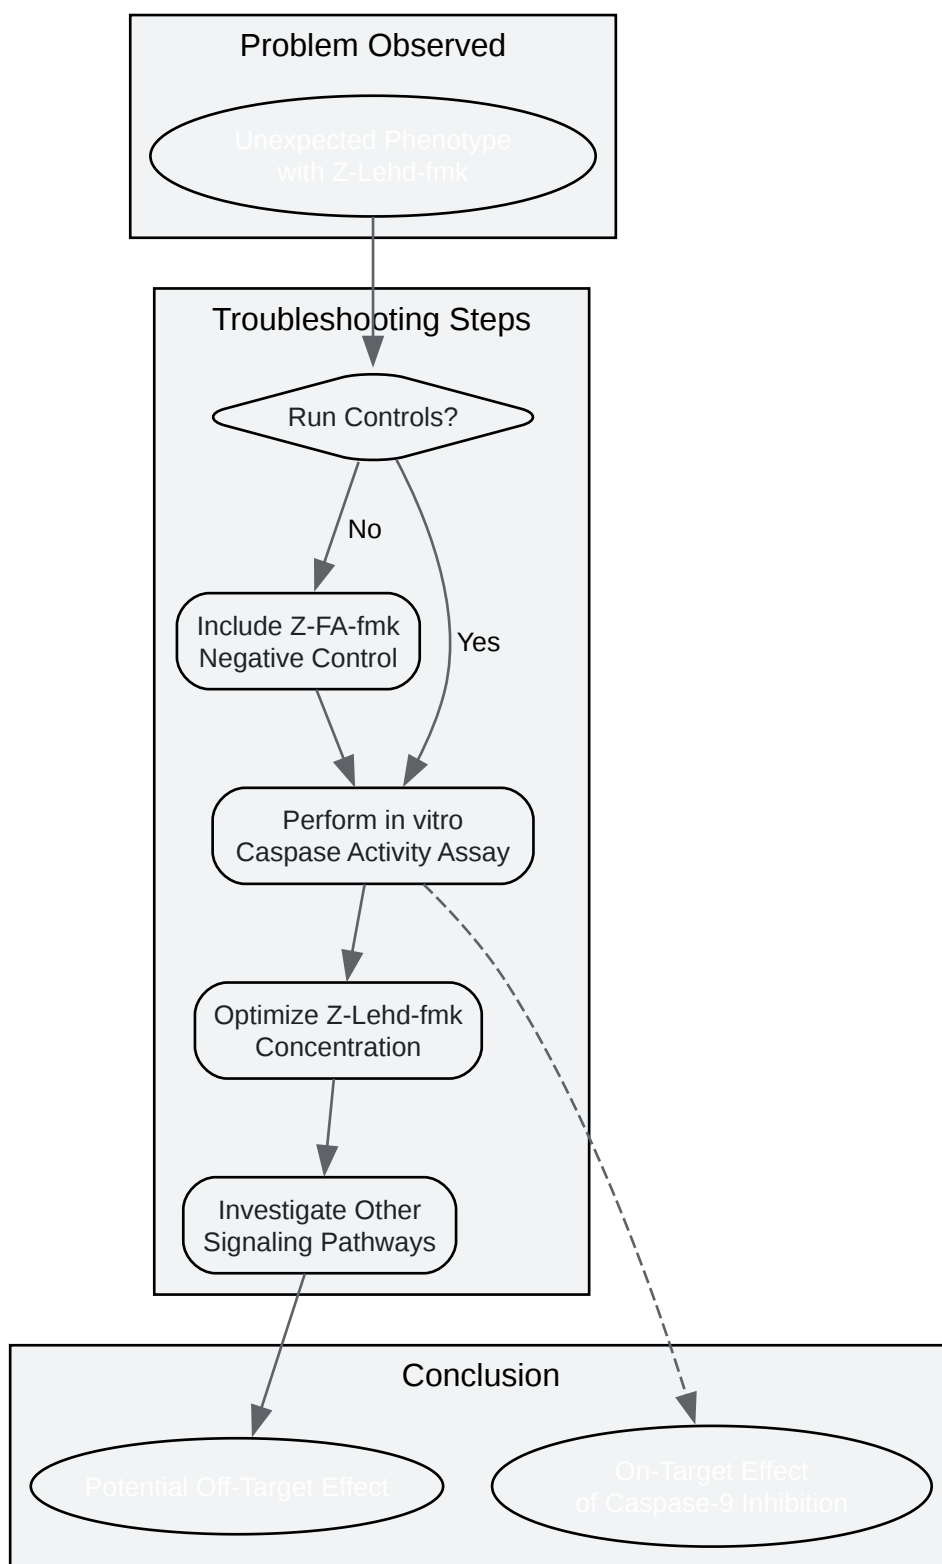 Problem Observed
Unexpected Phenotype
with Z-Lehd-fmk
Troubleshooting Steps
Run Controls?
No
Include Z-FA-fmk
Negative Control
Yes
Perform in vitro
Caspase Activity Assay
Optimize Z-Lehd-fmk
Concentration
Investigate Other
Signaling Pathways
Conclusion
Potential Off-Target Effect
On-Target Effect
of Caspase-9 Inhibition